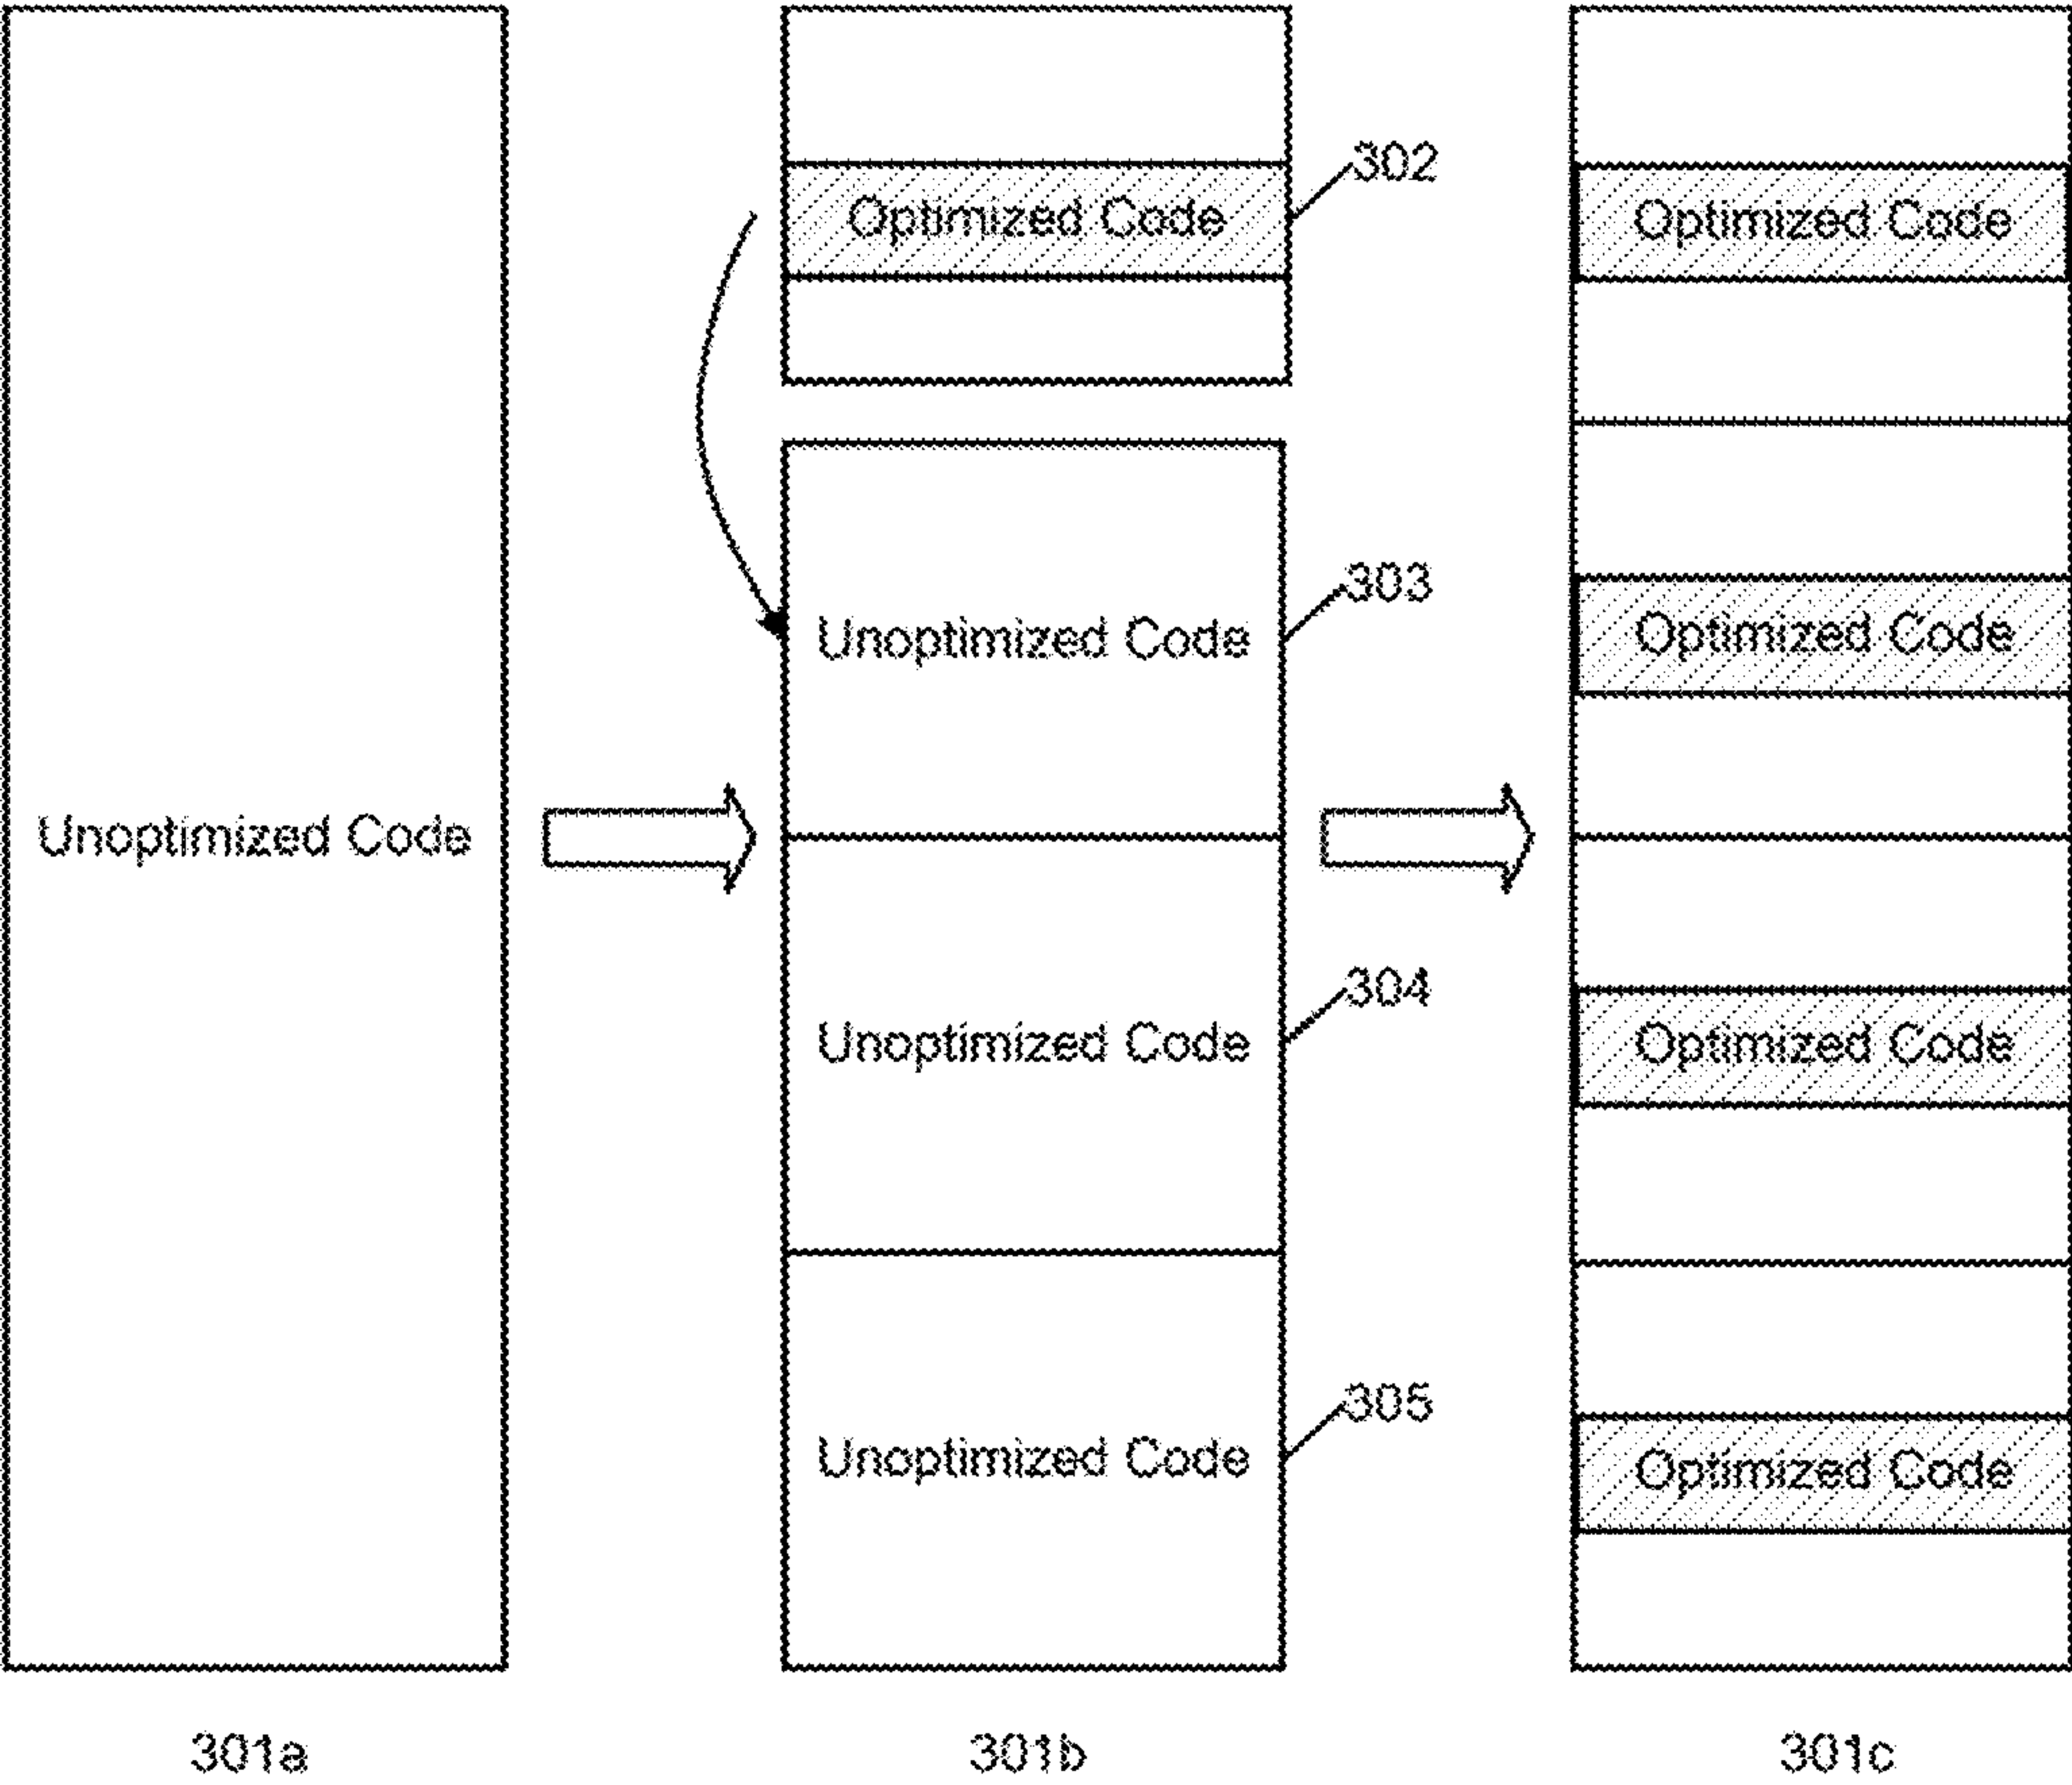 302
Optimized Code
Optimized Code
303
Unoptimized Code
Optimized Code
Unoptimized Code
304
Unoptimized Code
Optimized Code
305
Unoptimized Code
Optimized Code
301a
301b
301c